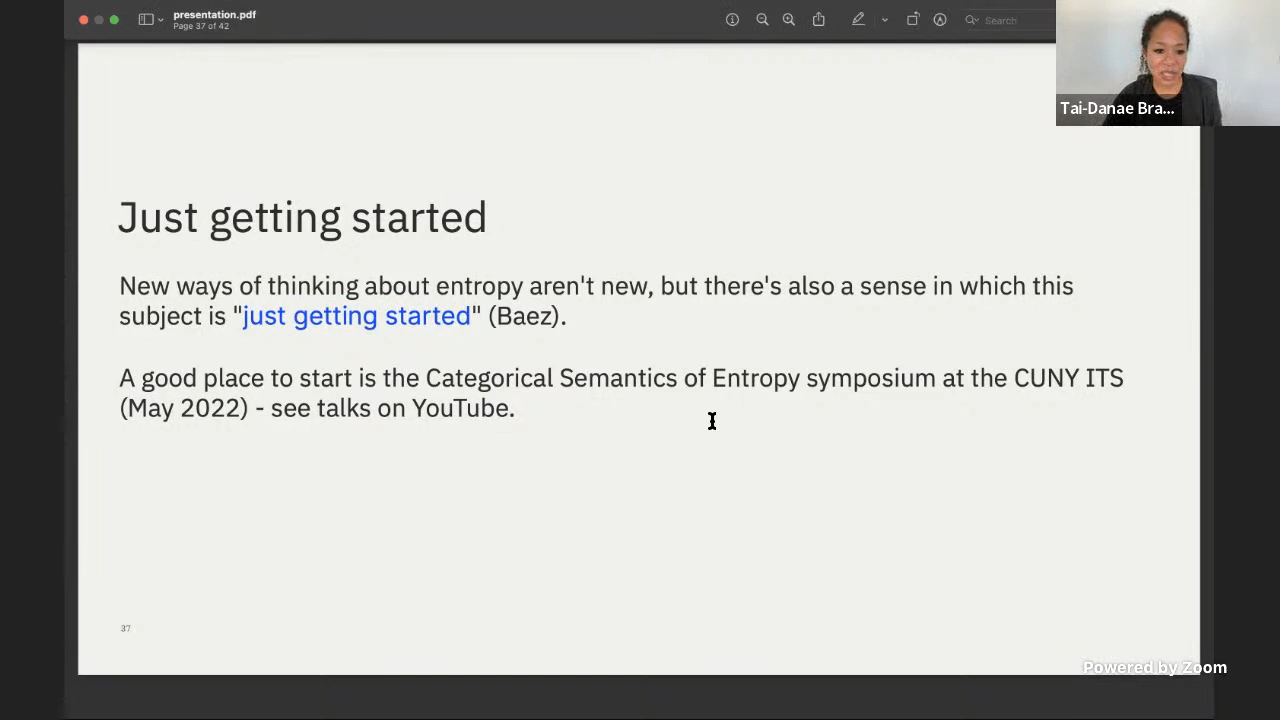 presentation.pdf
Page 37 of 42
Search
Tai-Danae Bra...
Just getting started
New ways of thinking about entropy aren't new, but there's also a sense in which this
subject is "just getting started" (Baez).
A good place to start is the Categorical Semantics of Entropy symposium at the CUNY ITS
(May 2022) - see talks on YouTube.
37
Powered by Zoom